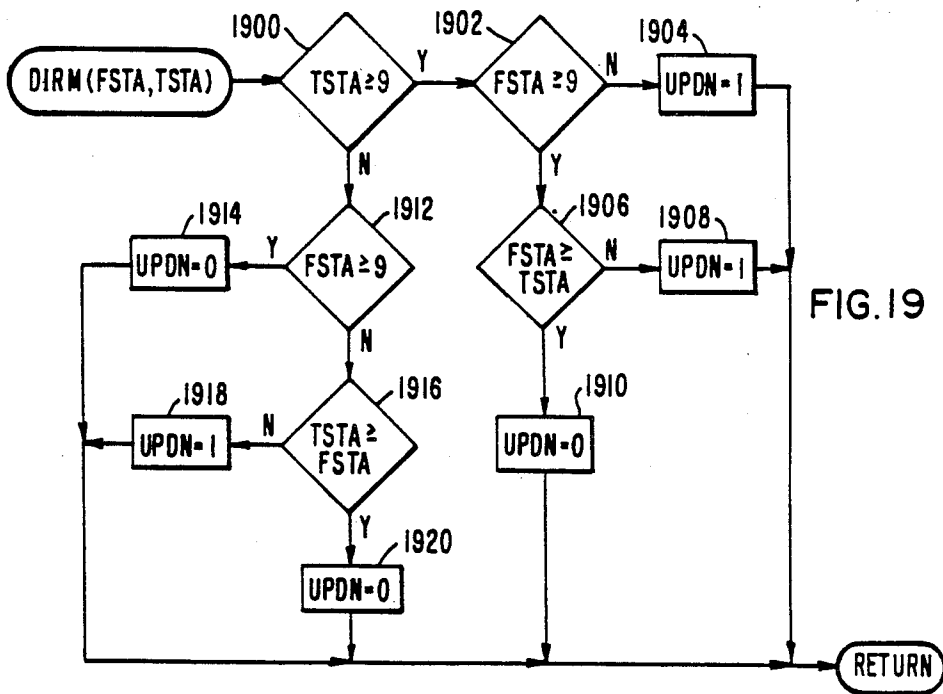 1900
1902
1904
DIRM(FSTA,TSTA)
TSTA≥9
Y
FSTA≥9
N
UPDN=1
N
Y
1914
1912
1906
1908
UPDN=0
Y
FSTA≥9
FSTA≥
TSTA
N
UPDN=1
FIG.19
N
Y
1918
1916
1910
UPDN=1
N
TSTA≥
FSTA
UPDN=0
Y
1920
UPDN=0
RETURN